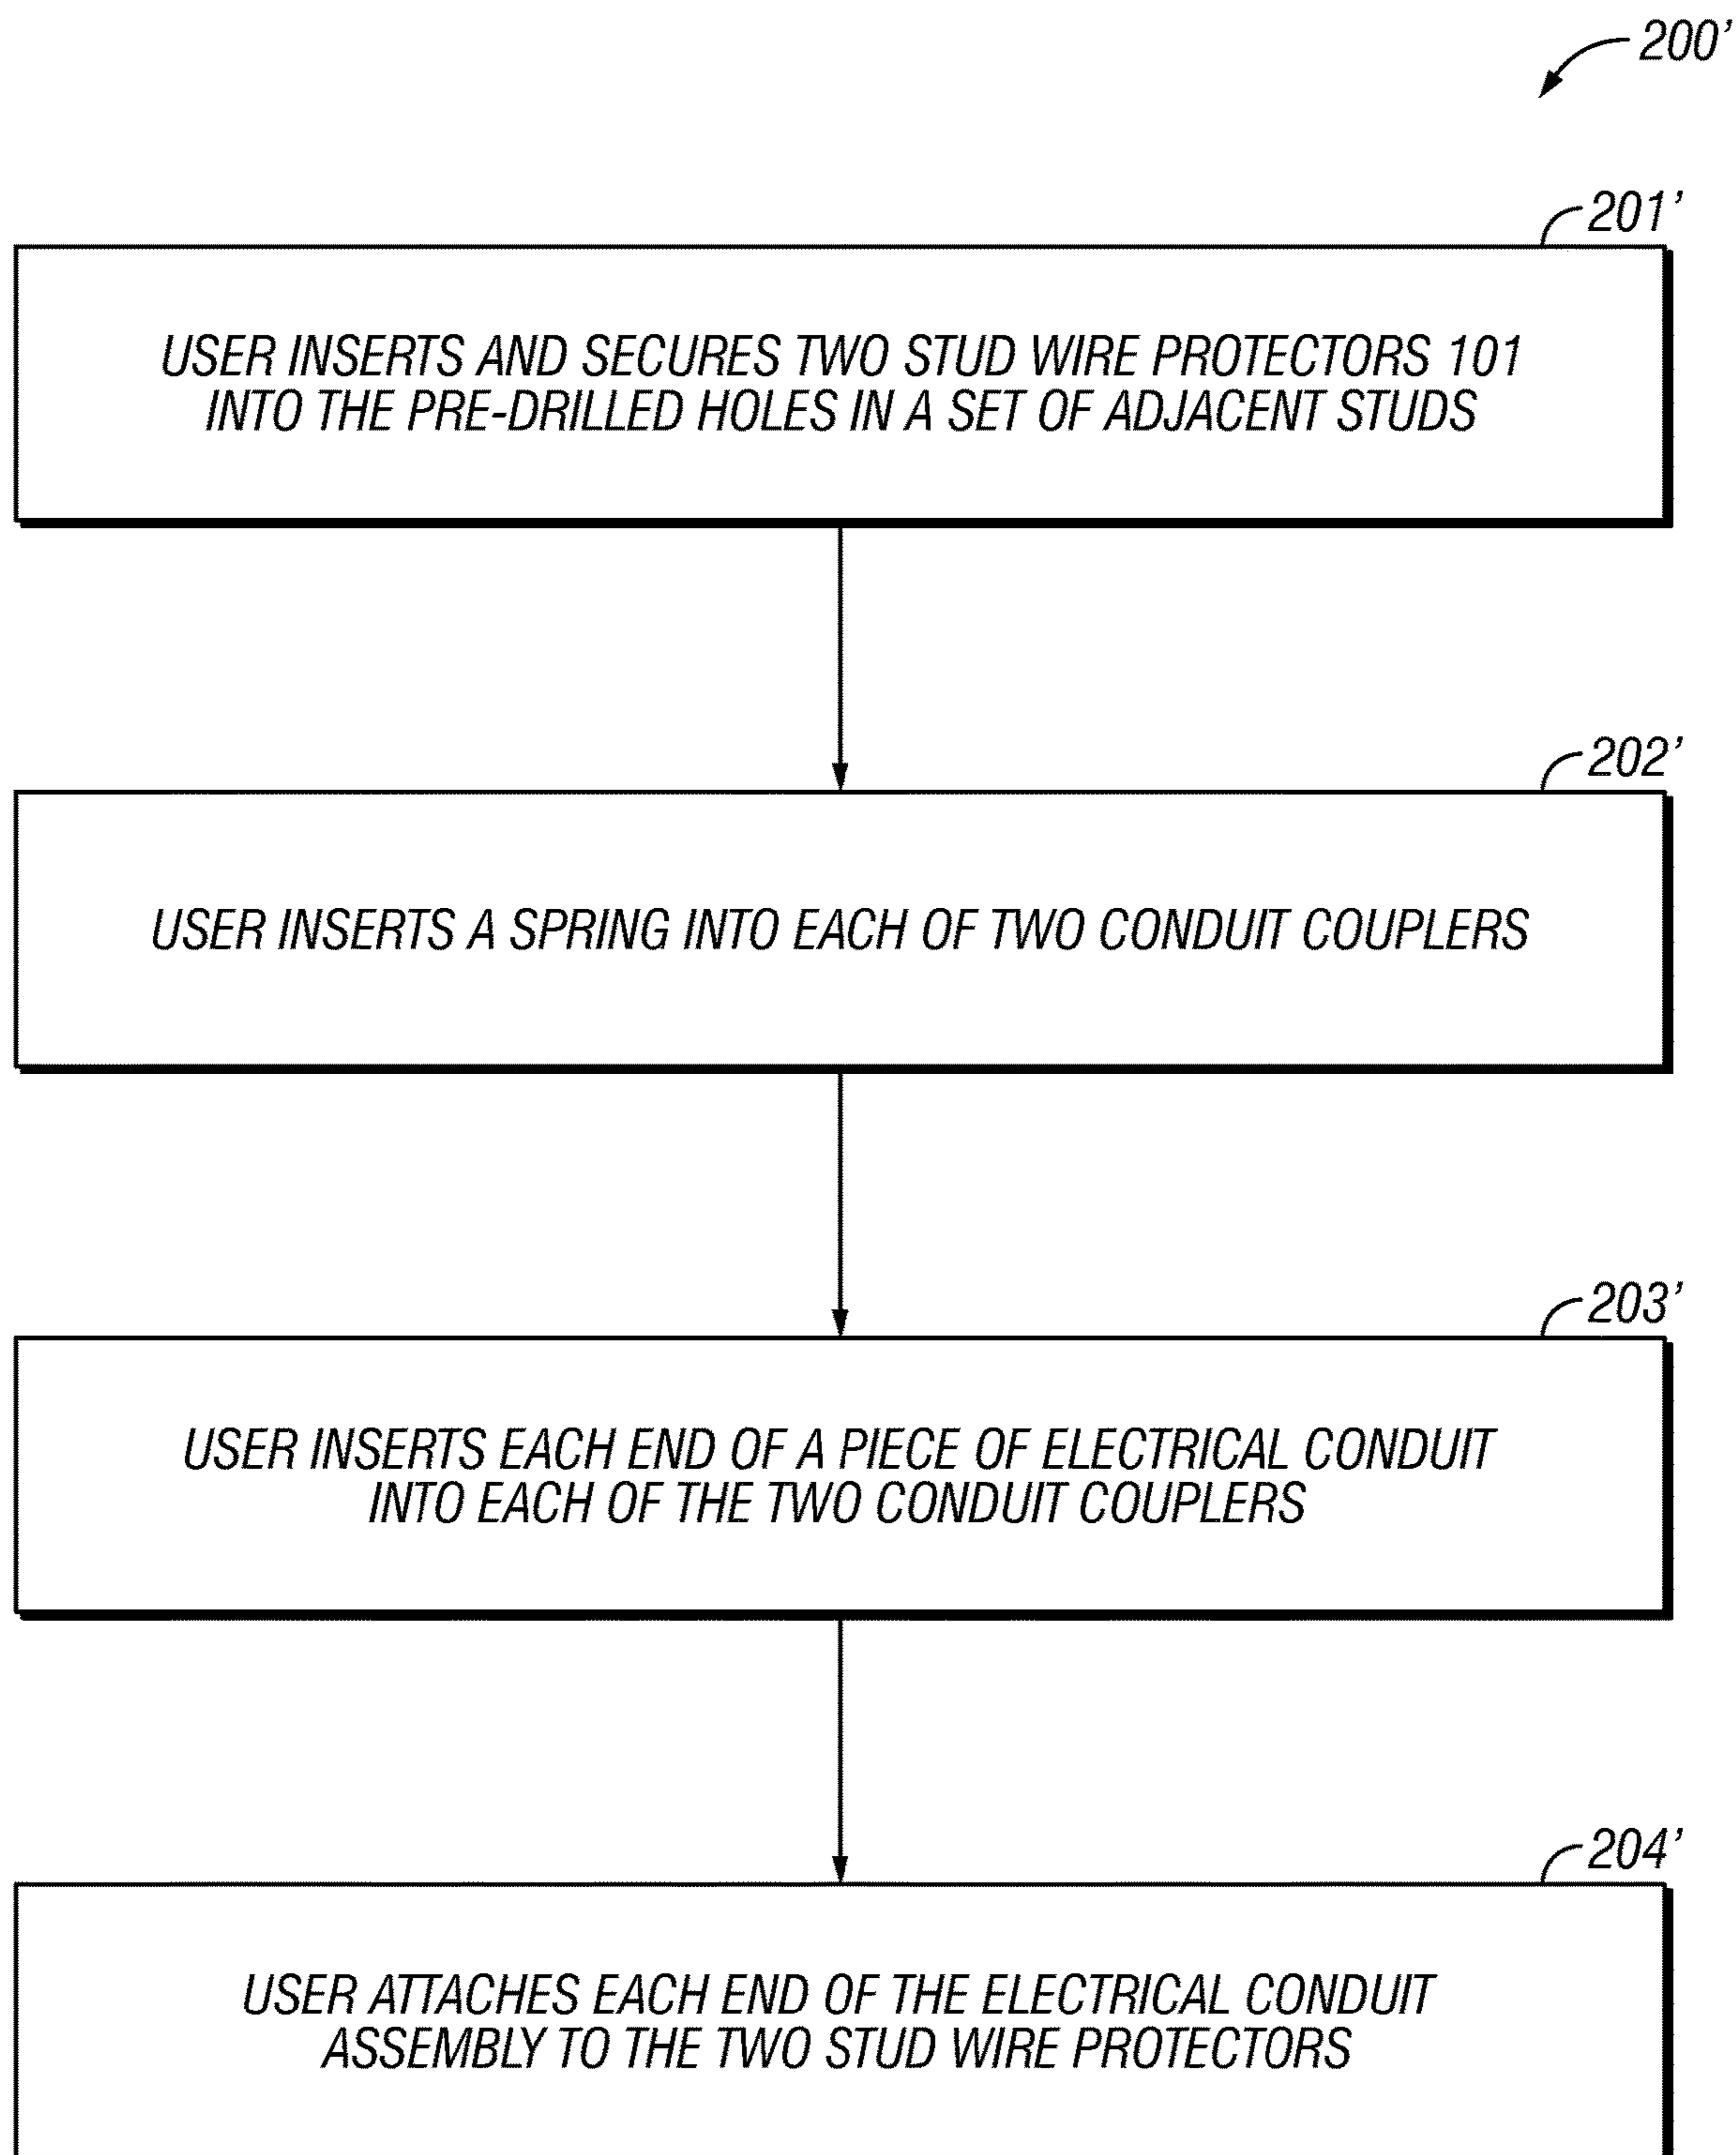 200’
201’
USER INSERTS AND SECURES TWO STUD WIRE PROTECTORS 101
INTO THE PRE-DRILLED HOLES IN A SET OF ADJACENT STUDS
202’
USER INSERTS A SPRING INTO EACH OF TWO CONDUIT COUPLERS
203’
USER INSERTS EACH END OF A PIECE OF ELECTRICAL CONDUIT
INTO EACH OF THE TWO CONDUIT COUPLERS
204’
USER ATTACHES EACH END OF THE ELECTRICAL CONDUIT
ASSEMBLY TO THE TWO STUD WIRE PROTECTORS